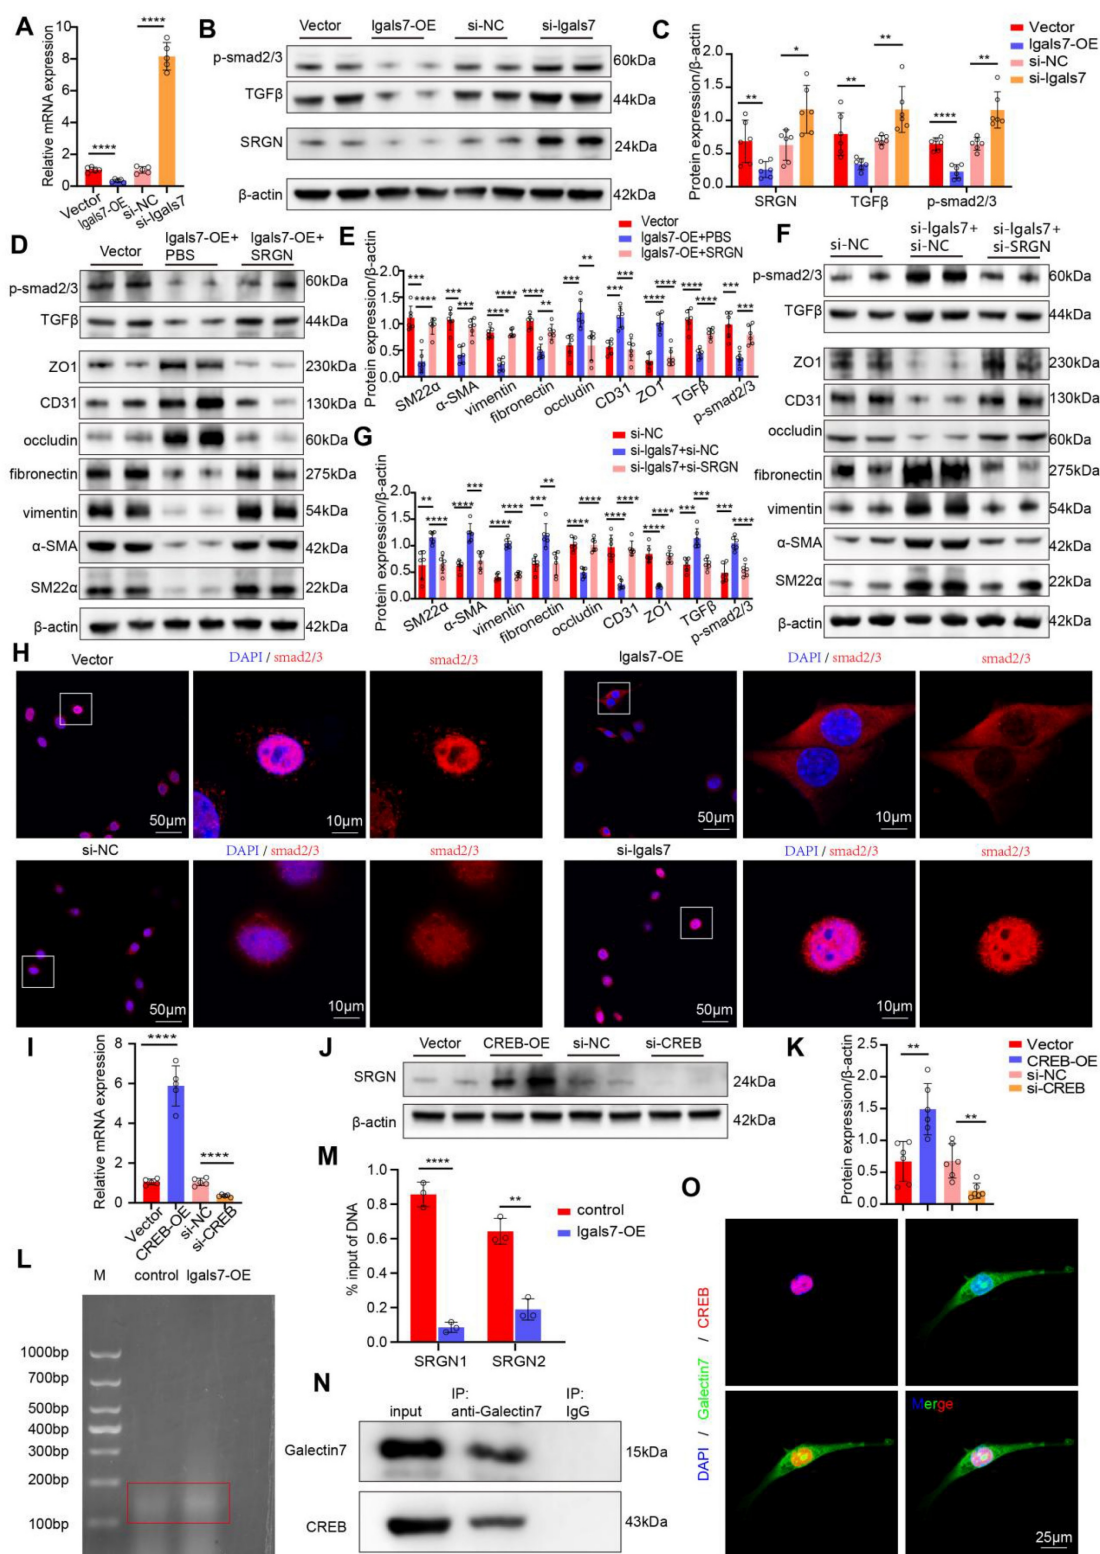 A
Relative mRNA expression
10
8
6
4
2
0
****
****
Vector
lgals7-OE
si-NC
si-lgals7
B
Vector lgals7-OE si-NC si-lgals7
p-smad2/3 60kDa
TGFβ 44kDa
SRGN 24kDa
β-actin 42kDa
C
Vector
lgals7-OE
si-NC
si-lgals7
Protein expression/β-actin
2.0
1.5
1.0
0.5
0.0
** * ** ** **** **
SRGN TGFβ p-smad2/3
D
Vector lgals7-OE+PBS lgals7-OE+SRGN
p-smad2/3 60kDa
TGFβ 44kDa
ZO1 230kDa
CD31 130kDa
occludin 60kDa
fibronectin 275kDa
vimentin 54kDa
α-SMA 42kDa
SM22α 22kDa
β-actin 42kDa
E
Vector
lgals7-OE+PBS
lgals7-OE+SRGN
Protein expression/β-actin
2.0
1.5
1.0
0.5
0.0
*** **** *** *** **** **** **** ** *** ** *** *** **** **** **** **** *** ***
SM22α α-SMA vimentin fibronectin occludin CD31 ZO1 TGFβ p-smad2/3
F
si-NC si-lgals7+si-NC si-lgals7+si-SRGN
p-smad2/3 60kDa
TGFβ 44kDa
ZO1 230kDa
CD31 130kDa
occludin 60kDa
fibronectin 275kDa
vimentin 54kDa
α-SMA 42kDa
SM22α 22kDa
β-actin 42kDa
G
si-NC
si-lgals7+si-NC
si-lgals7+si-SRGN
Protein expression/β-actin
2.0
1.5
1.0
0.5
0.0
** **** **** *** **** **** *** ** **** **** **** **** **** **** *** *** *** ****
SM22α α-SMA vimentin fibronectin occludin CD31 ZO1 TGFβ p-smad2/3
H
Vector DAPI / smad2/3 smad2/3 lgals7-OE DAPI / smad2/3 smad2/3
50μm 10μm 50μm 10μm
si-NC DAPI / smad2/3 smad2/3 si-lgals7 DAPI / smad2/3 smad2/3
50μm 10μm 50μm 10μm
I
Relative mRNA expression
8
6
4
2
0
****
****
Vector
CREB-OE
si-NC
si-CREB
J
Vector CREB-OE si-NC si-CREB
SRGN 24kDa
β-actin 42kDa
K
Vector
CREB-OE
si-NC
si-CREB
Protein expression/β-actin
2.0
1.5
1.0
0.5
0.0
**
**
L
M control lgals7-OE
1000bp
700bp
500bp
400bp
300bp
200bp
100bp
M
% input of DNA
1.0
0.8
0.6
0.4
0.2
0.0
****
**
control
lgals7-OE
SRGN1 SRGN2
N
input IP: anti-Galectin7 IP: IgG
Galectin7 15kDa
CREB 43kDa
O
DAPI / Galectin7 / CREB
Merge
25μm